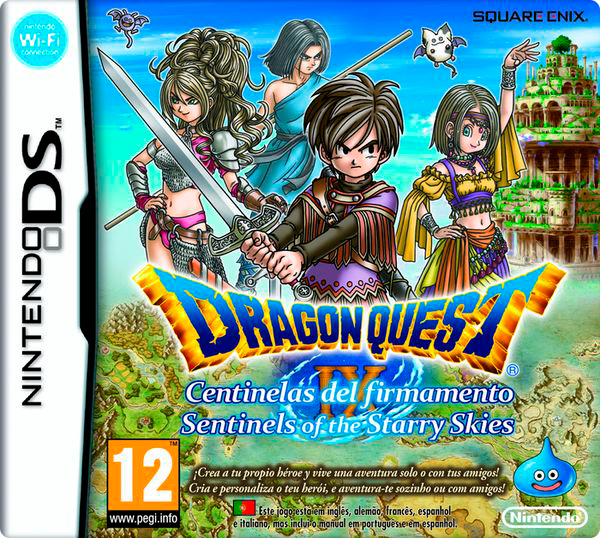 nintendo
Wi-Fi
connection
NINTENDO DS™
SQUARE ENIX®
DRAGON QUEST®
IX
Centinelas del firmamento
Sentinels of the Starry Skies
12™
www.pegi.info
¡Crea a tu propio héroe y vive una aventura solo o con tus amigos!
Cria e personaliza o teu herói, e aventura-te sozinho ou com amigos!
Este jogo está em inglês, alemão, francês, espanhol
e italiano, mas inclui o manual em português e em espanhol.
Nintendo®